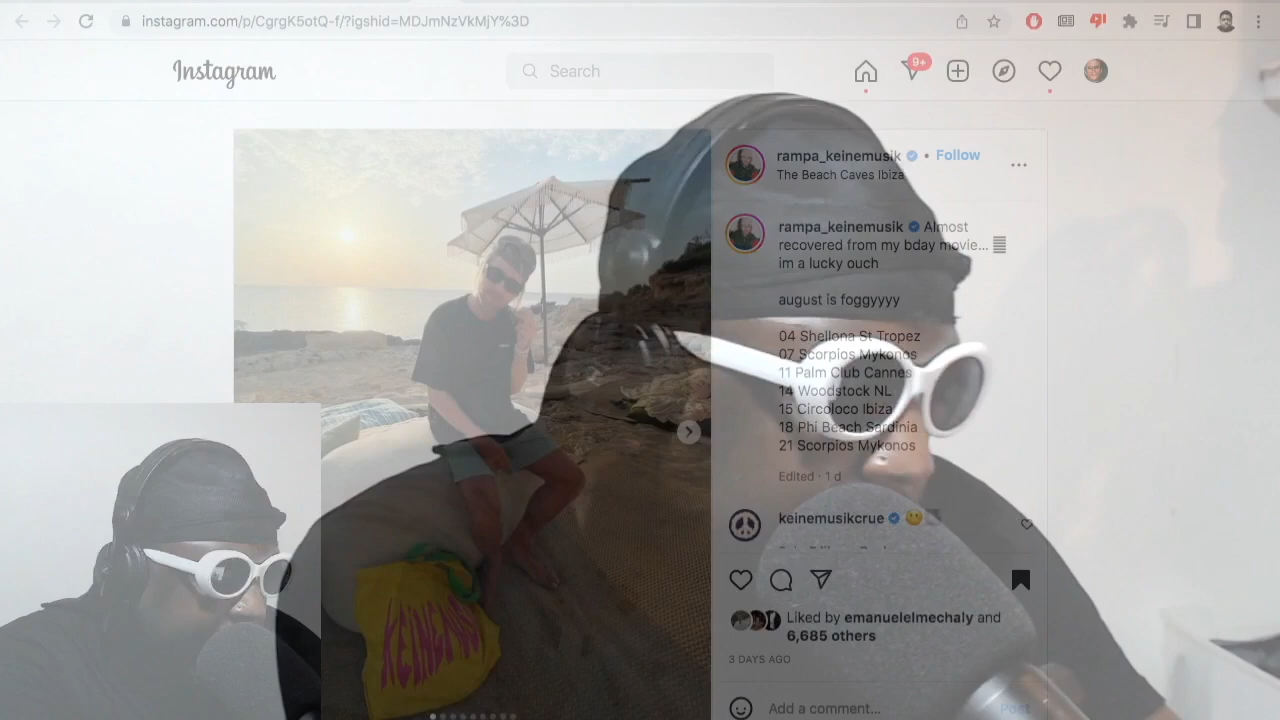 instagram.com/p/CgrgK5otQ-f/?igshid=MDJmNzVkMjY%3D
Instagram
Search
9+
rampa_keinemusik • Follow
The Beach Caves Ibiza
rampa_keinemusik Almost
recovered from my bday movie...
im a lucky ouch
august is foggyyyy
04 Shellona St Tropez
07 Scorpios Mykonos
11 Palm Club Cannes
14 Woodstock NL
15 Circoloco Ibiza
18 Phi Beach Sardinia
21 Scorpios Mykonos
Edited · 1 d
keinemusikcrue
Liked by emanuelelmechaly and
6,685 others
3 DAYS AGO
Add a comment...
Post